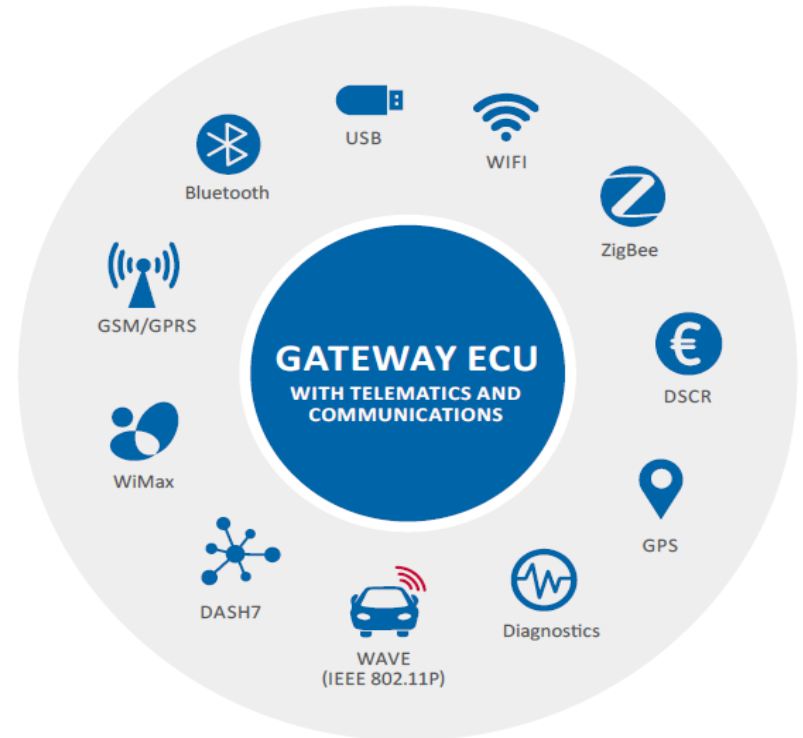 USB
WIFI
Bluetooth
ZigBee
GSM/GPRS
GATEWAY ECU
WITH TELEMATICS AND
COMMUNICATIONS
DSCR
WiMax
GPS
DASH7
Diagnostics
WAVE
(IEEE 802.11P)